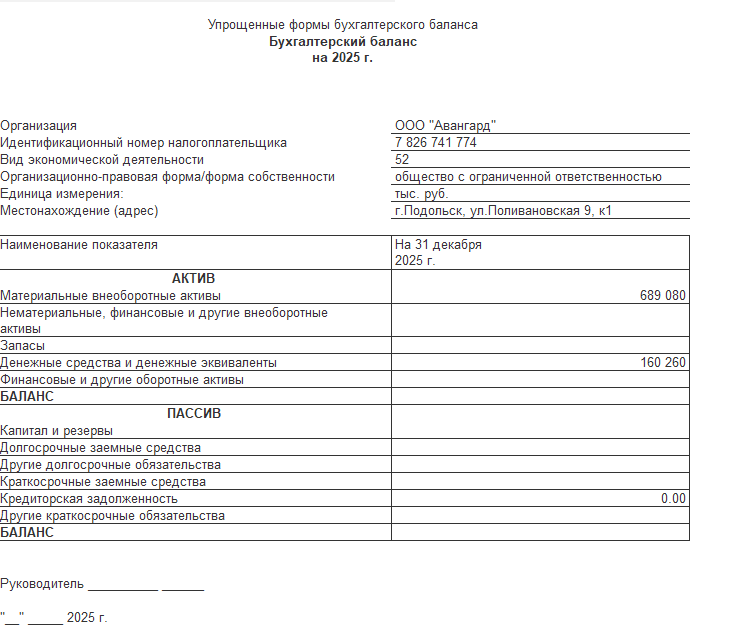 Упрощенные формы бухгалтерского баланса
Бухгалтерский баланс
на 2025 г.
Организация ООО "Авангард"
Идентификационный номер налогоплательщика 7 826 741 774
Вид экономической деятельности 52
Организационно-правовая форма/форма собственности общество с ограниченной ответственностью
Единица измерения: тыс. руб.
Местонахождение (адрес) г.Подольск, ул.Поливановская 9, к1
Наименование показателя На 31 декабря
2025 г.
АКТИВ
Материальные внеоборотные активы 689 080
Нематериальные, финансовые и другие внеоборотные
активы
Запасы
Денежные средства и денежные эквиваленты 160 260
Финансовые и другие оборотные активы
БАЛАНС
ПАССИВ
Капитал и резервы
Долгосрочные заемные средства
Другие долгосрочные обязательства
Краткосрочные заемные средства
Кредиторская задолженность 0.00
Другие краткосрочные обязательства
БАЛАНС
Руководитель __________ ______
"__" _____ 2025 г.